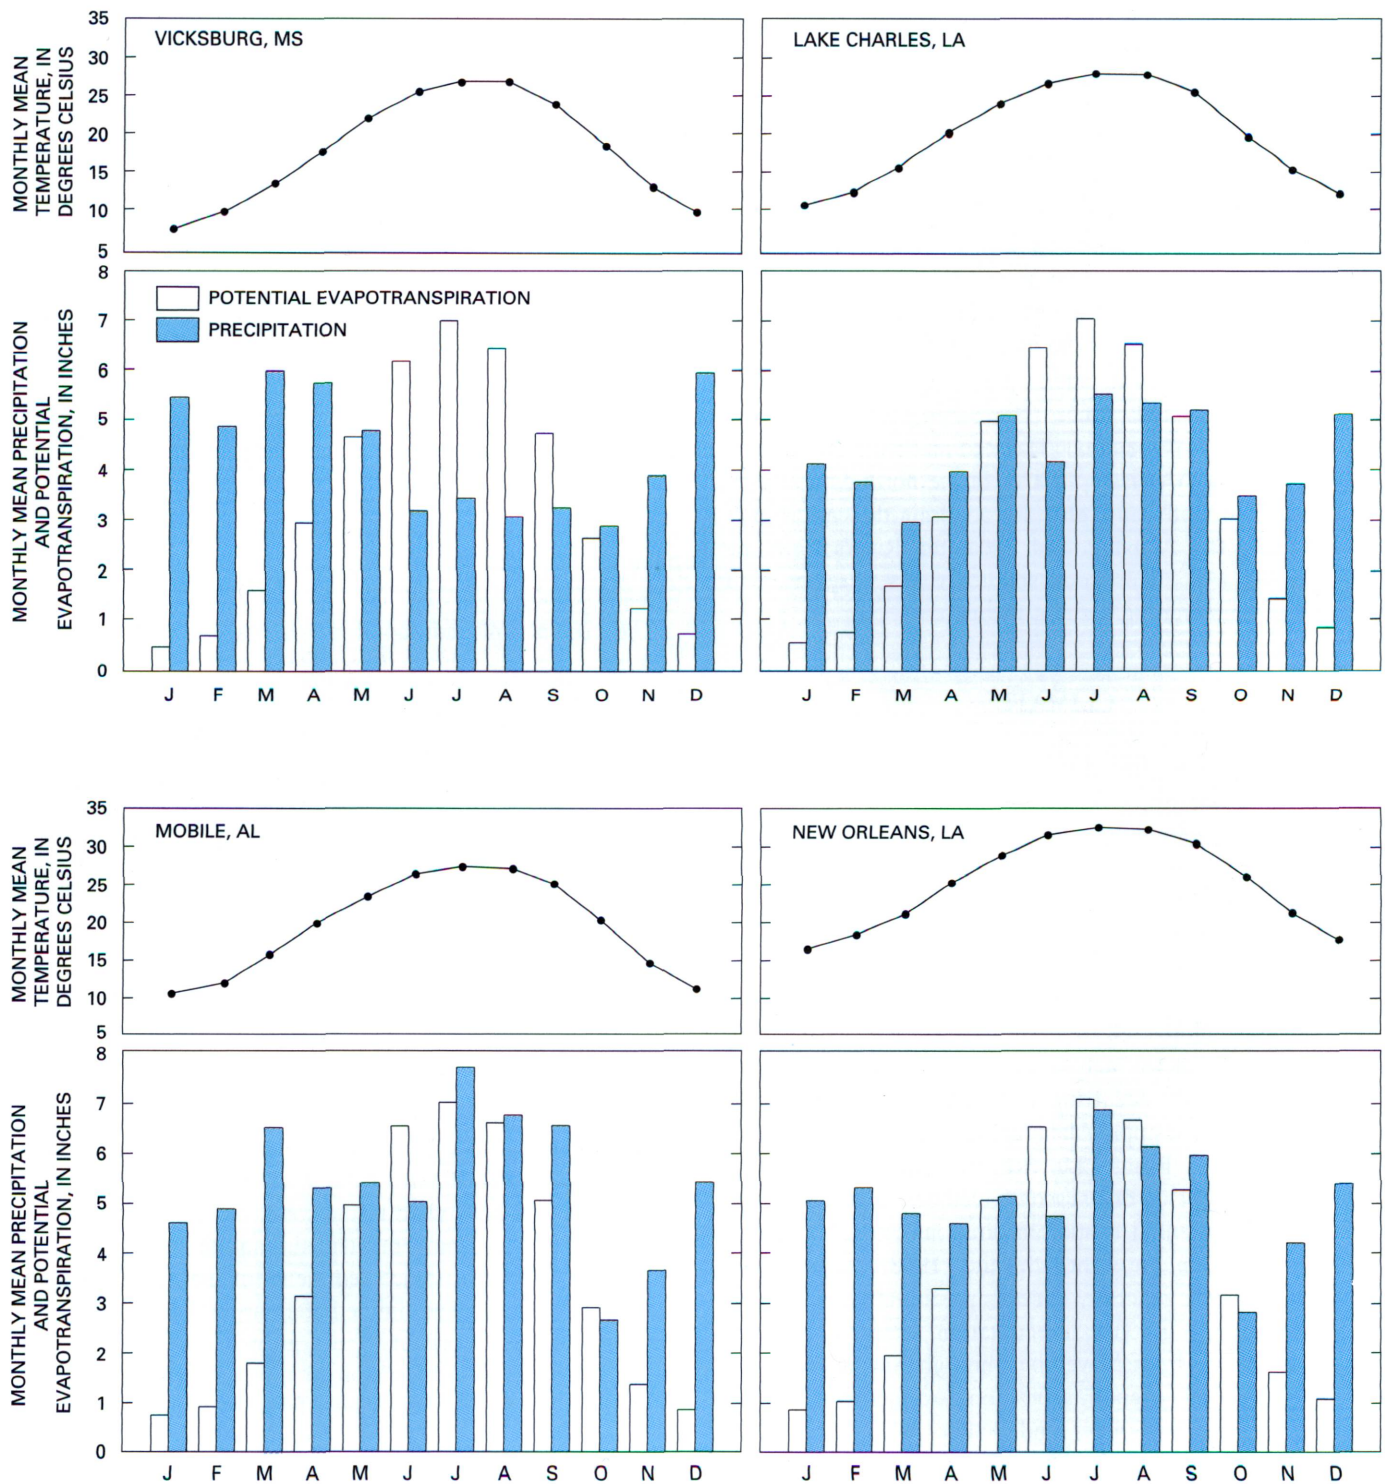 VICKSBURG, MS
LAKE CHARLES, LA
MONTHLY MEAN
TEMPERATURE, IN
DEGREES CELSIUS
35
30
25
20
15
10
5
POTENTIAL EVAPOTRANSPIRATION
PRECIPITATION
MONTHLY MEAN PRECIPITATION
AND POTENTIAL
EVAPOTRANSPIRATION, IN INCHES
8
7
6
5
4
3
2
1
0
J F M A M J J A S O N D
J F M A M J J A S O N D
MOBILE, AL
NEW ORLEANS, LA
MONTHLY MEAN
TEMPERATURE, IN
DEGREES CELSIUS
35
30
25
20
15
10
5
MONTHLY MEAN PRECIPITATION
AND POTENTIAL
EVAPOTRANSPIRATION, IN INCHES
8
7
6
5
4
3
2
1
0
J F M A M J J A S O N D
J F M A M J J A S O N D